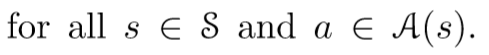 for all s ∈ 𝒮 and a ∈ 𝒜(s).